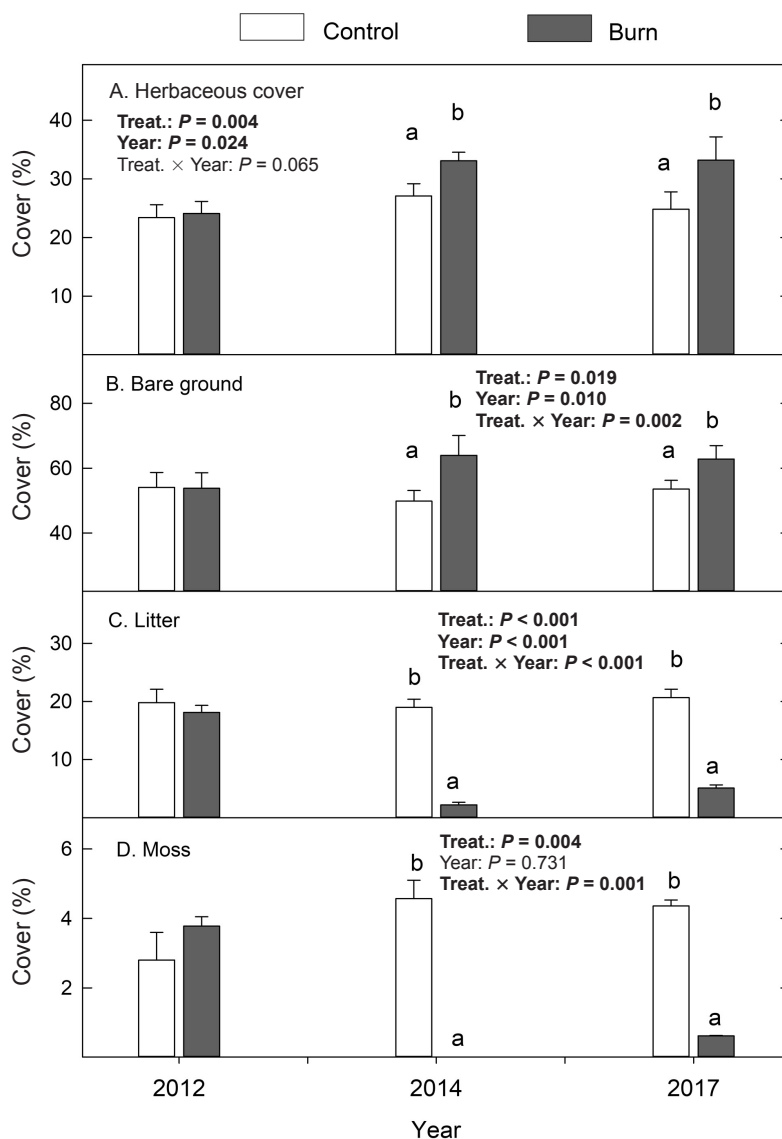 Control Burn
A. Herbaceous cover
Treat.: P = 0.004
Year: P = 0.024
Treat. × Year: P = 0.065
Cover (%)
40
30
20
10
a b
a b
B. Bare ground
Treat.: P = 0.019
Year: P = 0.010
Treat. × Year: P = 0.002
Cover (%)
80
60
40
a b
a b
C. Litter
Treat.: P < 0.001
Year: P < 0.001
Treat. × Year: P < 0.001
Cover (%)
30
20
10
b a
b a
D. Moss
Treat.: P = 0.004
Year: P = 0.731
Treat. × Year: P = 0.001
Cover (%)
6
4
2
b a
b a
2012 2014 2017
Year